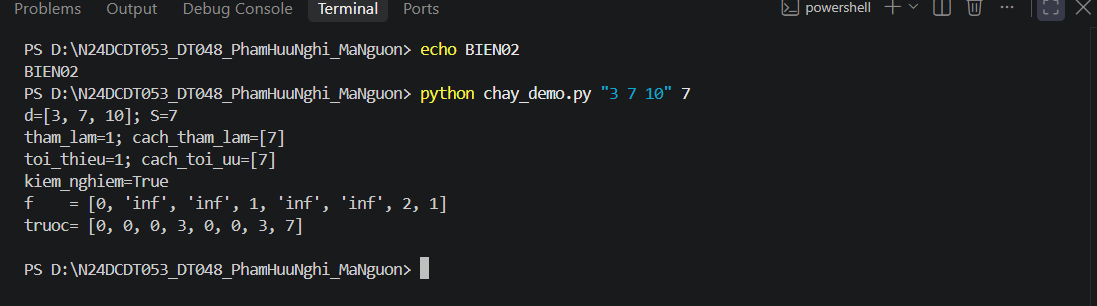 Problems Output Debug Console Terminal Ports powershell
PS D:\N24DCDT053_DT048_PhamHuuNghi_MaNguon> echo BIEN02
BIEN02
PS D:\N24DCDT053_DT048_PhamHuuNghi_MaNguon> python chay_demo.py "3 7 10" 7
d=[3, 7, 10]; S=7
tham_lam=1; cach_tham_lam=[7]
toi_thieu=1; cach_toi_uu=[7]
kiem_nghiem=True
f    = [0, 'inf', 'inf', 1, 'inf', 'inf', 2, 1]
truoc= [0, 0, 0, 3, 0, 0, 3, 7]
PS D:\N24DCDT053_DT048_PhamHuuNghi_MaNguon>